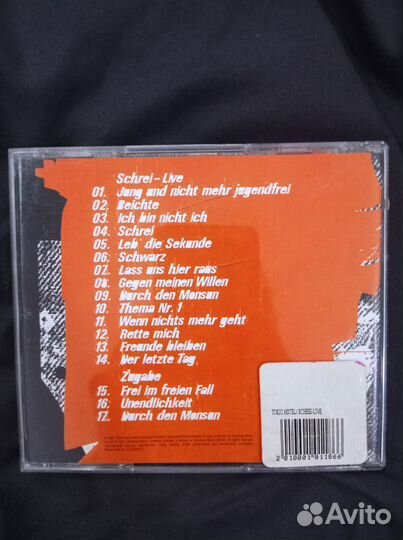 Schrei-Live
01. Jung und nicht mehr jugendfrei
02. Beichte
03. Ich bin nicht ich
04. Schrei
05. Leb die Sekunde
06. Schwarz
07. Lass uns hier raus
08. Gegen meinen Willen
09. Durch den Monsun
10. Thema Nr. 1
11. Wenn nichts mehr geht
12. Rette mich
13. Freunde bleiben
14. Der letzte Tag
Zugabe
15. Frei im freien Fall
16. Unendlichkeit
17. Durch den Monsun
TOKIO HOTEL/ SCHREI-LIVE
2 010001 011066
Avito